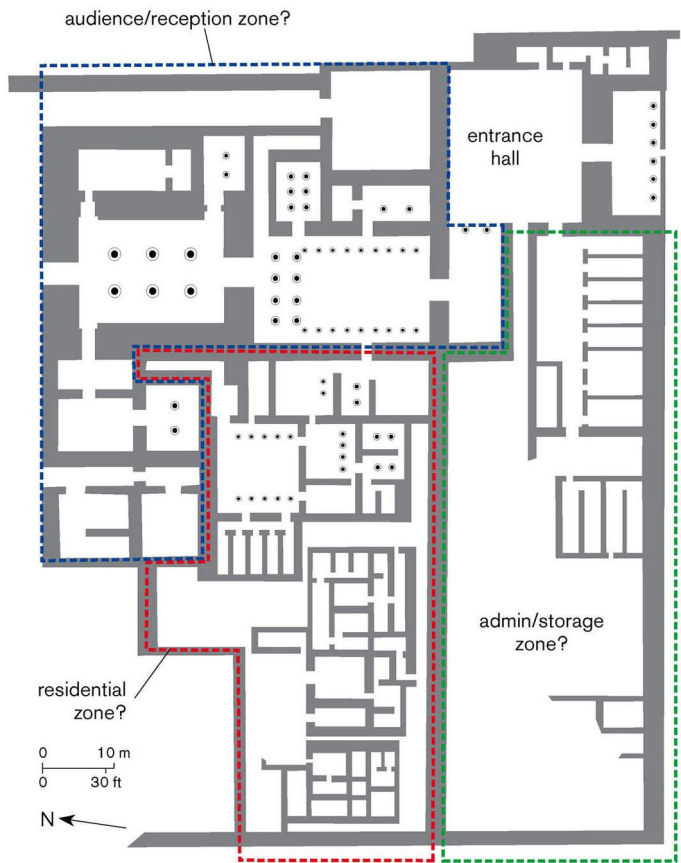 audience/reception zone?
entrance
hall
admin/storage
zone?
residential
zone?
0 10 m
0 30 ft
N